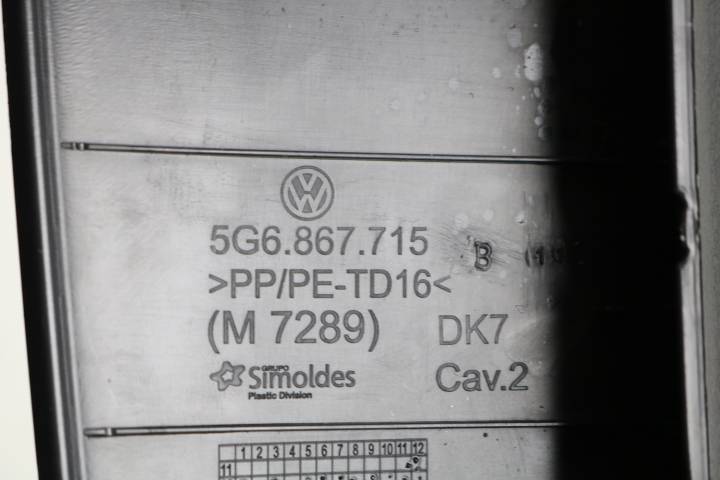 5G6.867.715 B
>PP/PE-TD16<
(M 7289) DK7
GRUPO
Simoldes Cav.2
Plastic Division
1 2 3 4 5 6 7 8 9 10 11 12
11